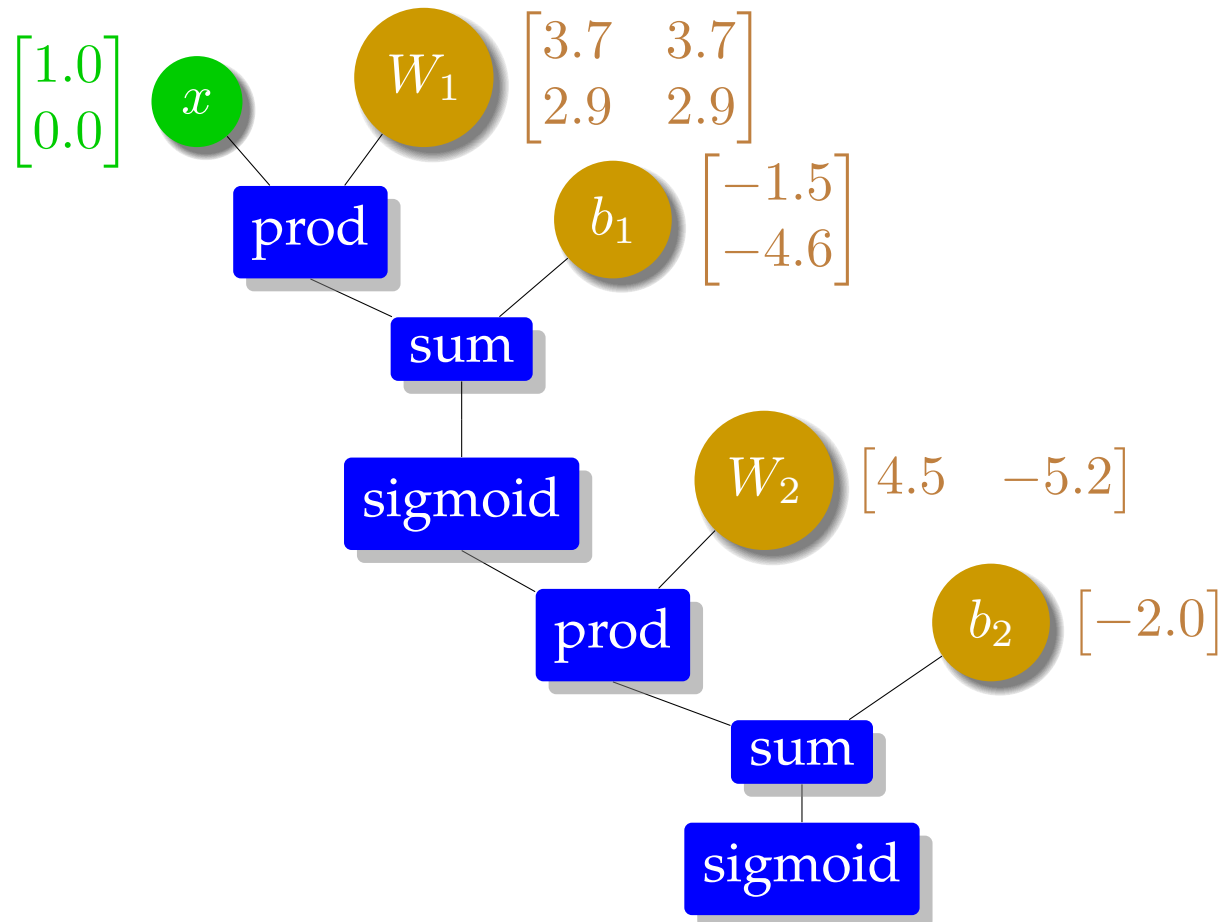 [1.0
0.0]
x
W₁
[3.7 3.7
2.9 2.9]
prod
b₁
[−1.5
−4.6]
sum
sigmoid
W₂
[4.5 −5.2]
prod
b₂
[−2.0]
sum
sigmoid